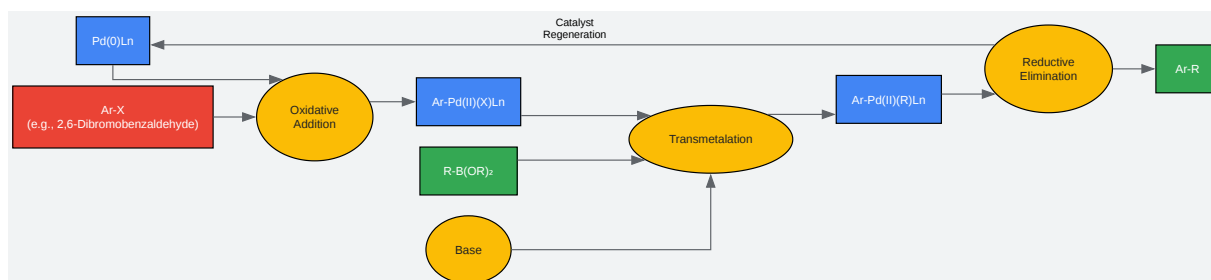 Catalyst
Regeneration
Pd(0)Ln
Ar-X
(e.g., 2,6-Dibromobenzaldehyde)
Oxidative
Addition
Ar-Pd(II)(X)Ln
R-B(OR)₂
Base
Transmetalation
Ar-Pd(II)(R)Ln
Reductive
Elimination
Ar-R